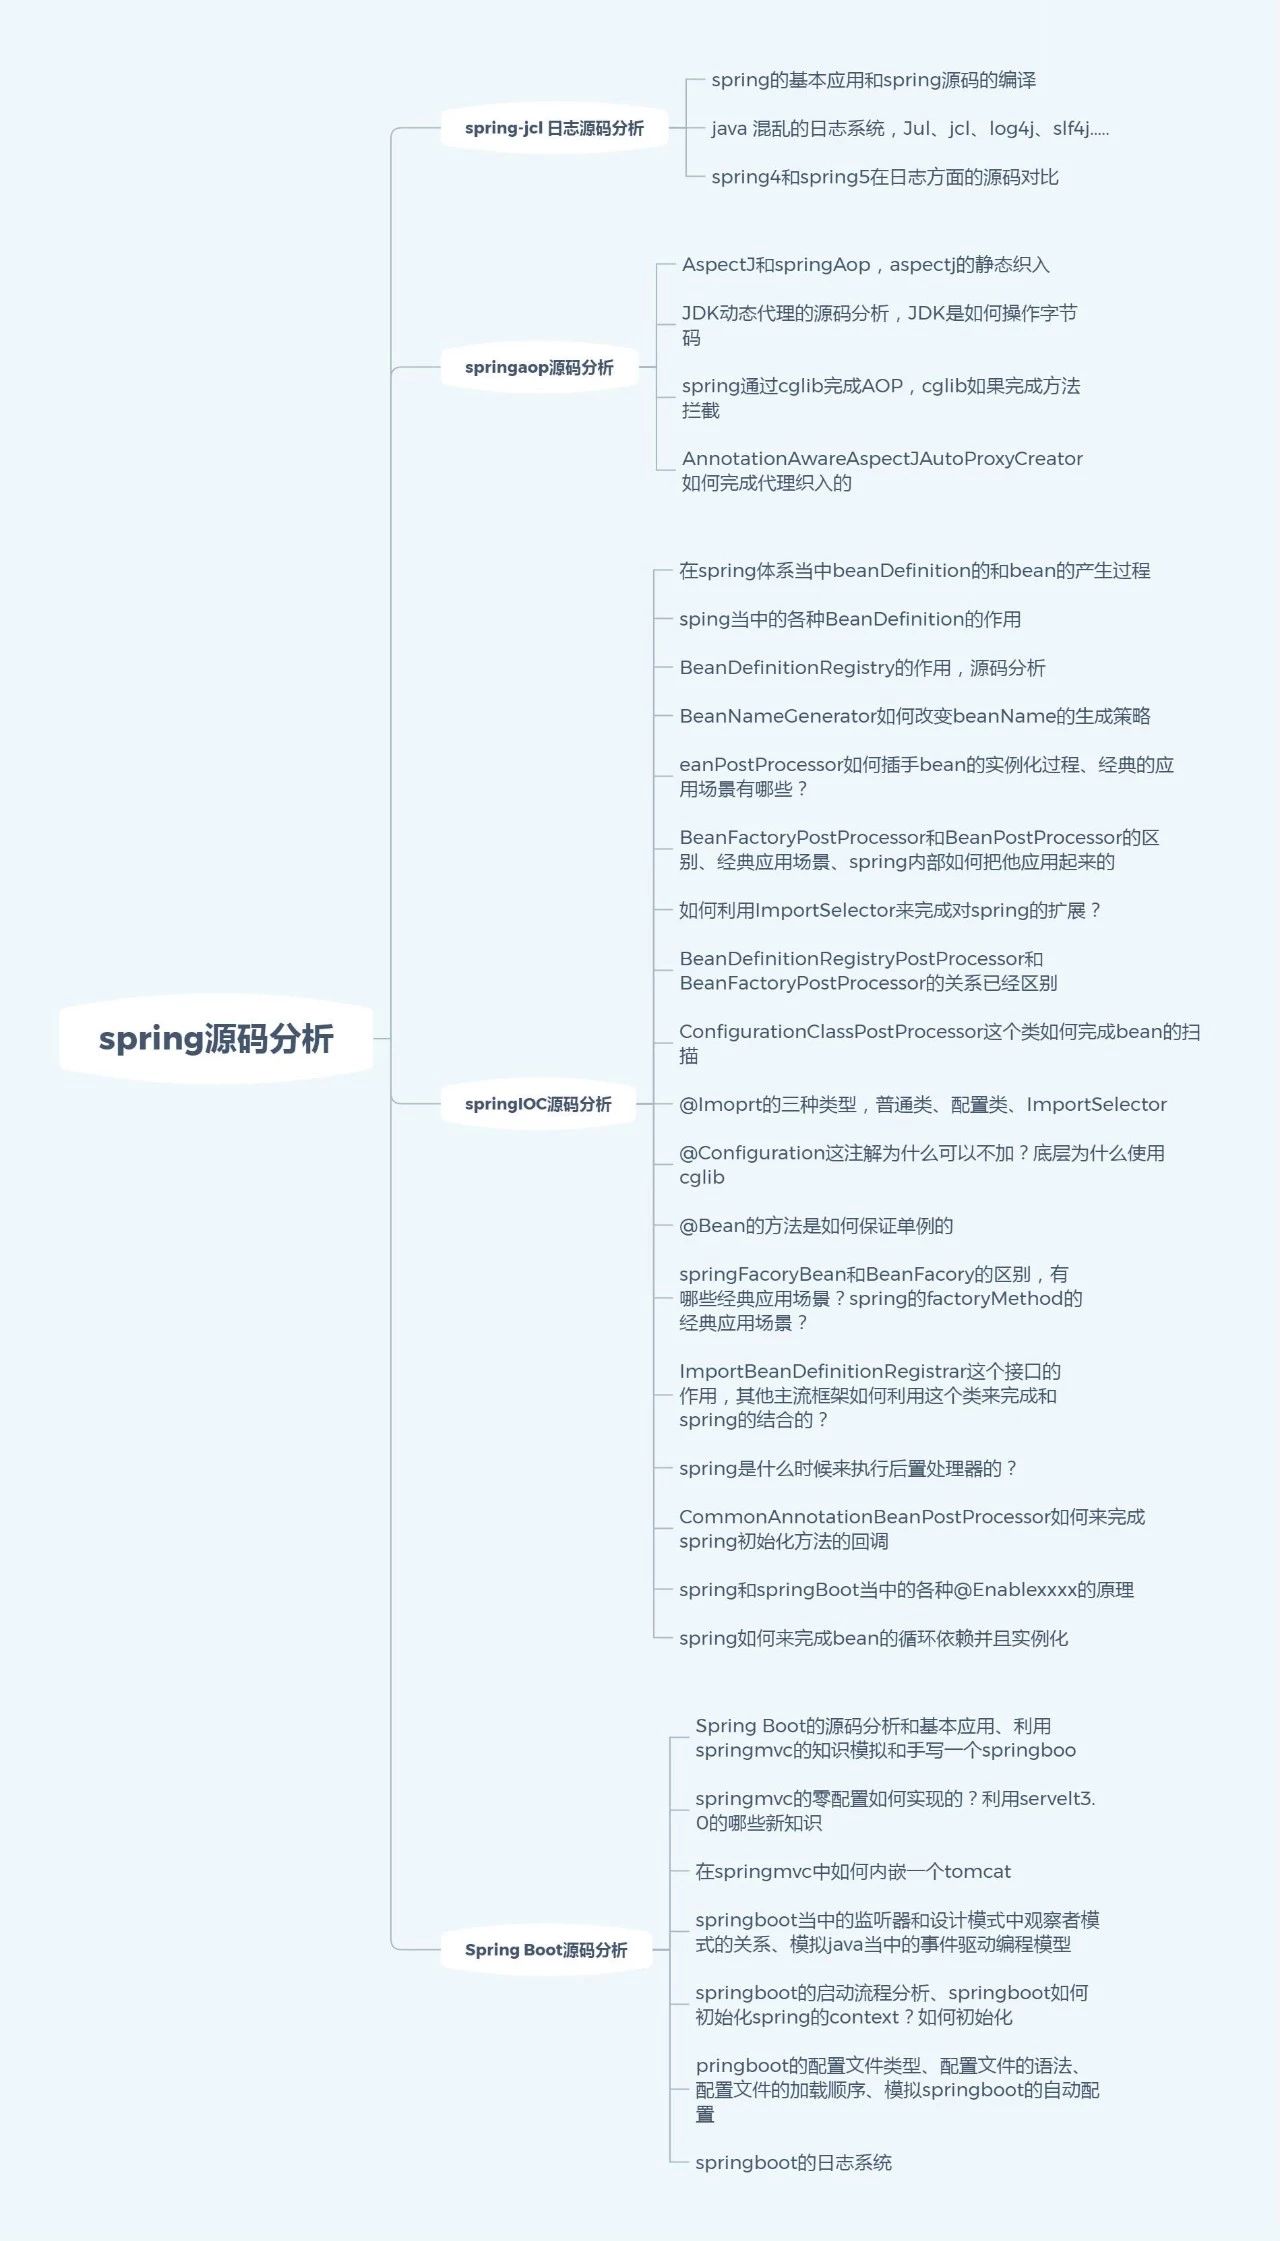 spring源码分析
spring-jcl 日志源码分析
spring的基本应用和spring源码的编译
java 混乱的日志系统，Jul、jcl、log4j、slf4j.....
spring4和spring5在日志方面的源码对比
springaop源码分析
AspectJ和springAop，aspectj的静态织入
JDK动态代理的源码分析，JDK是如何操作字节
码
spring通过cglib完成AOP，cglib如果完成方法
拦截
AnnotationAwareAspectJAutoProxyCreator
如何完成代理织入的
springIOC源码分析
在spring体系当中beanDefinition的和bean的产生过程
sping当中的各种BeanDefinition的作用
BeanDefinitionRegistry的作用，源码分析
BeanNameGenerator如何改变beanName的生成策略
eanPostProcessor如何插手bean的实例化过程、经典的应
用场景有哪些？
BeanFactoryPostProcessor和BeanPostProcessor的区
别、经典应用场景、spring内部如何把他应用起来的
如何利用ImportSelector来完成对spring的扩展？
BeanDefinitionRegistryPostProcessor和
BeanFactoryPostProcessor的关系已经区别
ConfigurationClassPostProcessor这个类如何完成bean的扫
描
@Imoprt的三种类型，普通类、配置类、ImportSelector
@Configuration这注解为什么可以不加？底层为什么使用
cglib
@Bean的方法是如何保证单例的
springFacoryBean和BeanFacory的区别，有
哪些经典应用场景？spring的factoryMethod的
经典应用场景？
ImportBeanDefinitionRegistrar这个接口的
作用，其他主流框架如何利用这个类来完成和
spring的结合的？
spring是什么时候来执行后置处理器的？
CommonAnnotationBeanPostProcessor如何来完成
spring初始化方法的回调
spring和springBoot当中的各种@Enablexxxx的原理
spring如何来完成bean的循环依赖并且实例化
Spring Boot源码分析
Spring Boot的源码分析和基本应用、利用
springmvc的知识模拟和手写一个springboo
springmvc的零配置如何实现的？利用servelt3.
0的哪些新知识
在springmvc中如何内嵌一个tomcat
springboot当中的监听器和设计模式中观察者模
式的关系、模拟java当中的事件驱动编程模型
springboot的启动流程分析、springboot如何
初始化spring的context？如何初始化
pringboot的配置文件类型、配置文件的语法、
配置文件的加载顺序、模拟springboot的自动配
置
springboot的日志系统